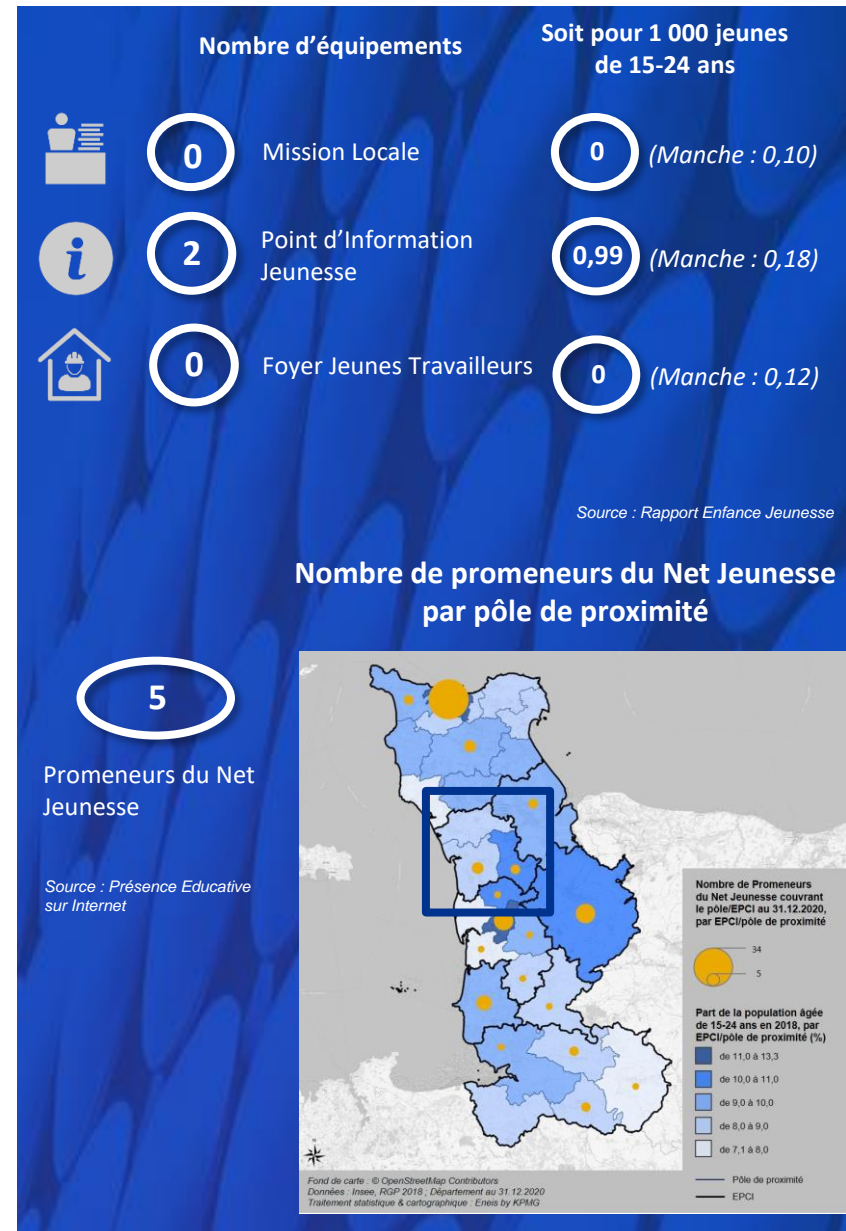 Nombre d'équipements
Soit pour 1 000 jeunes
de 15-24 ans
0
Mission Locale
0
(Manche : 0,10)
i
2
Point d'Information
Jeunesse
0,99
(Manche : 0,18)
0
Foyer Jeunes Travailleurs
0
(Manche : 0,12)
Source : Rapport Enfance Jeunesse
Nombre de promeneurs du Net Jeunesse
par pôle de proximité
5
Promeneurs du Net
Jeunesse
Source : Présence Educative
sur Internet
Nombre de Promeneurs
du Net Jeunesse couvrant
le pôle/EPCI au 31.12.2020,
par EPCI/pôle de proximité
34
5
Part de la population âgée
de 15-24 ans en 2018, par
EPCI/pôle de proximité (%)
de 11,0 à 13,3
de 10,0 à 11,0
de 9,0 à 10,0
de 8,0 à 9,0
de 7,1 à 8,0
Pôle de proximité
EPCI
Fond de carte : © OpenStreetMap Contributors
Données : Insee, RGP 2018 ; Département au 31.12.2020
Traitement statistique & cartographique : Eneis by KPMG